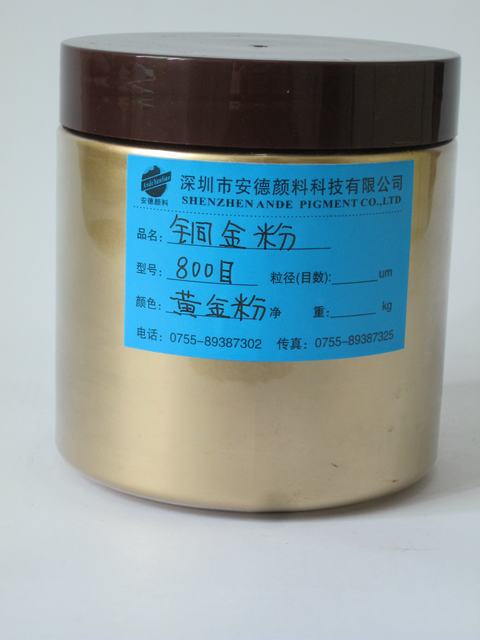 Andchenliao
安德颜料
深圳市安德颜料科技有限公司
SHENZHEN ANDE PIGMENT CO.,LTD
品名：铜金粉
型号：800目 粒径(目数)：um
颜色：黄金粉 净 重：kg
电话：0755-89387302 传真：0755-89387325